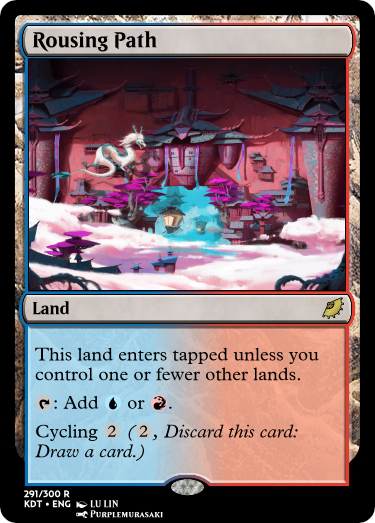 Rousing Path
Land
This land enters tapped unless you
control one or fewer other lands.
: Add or .
Cycling 2 (2, Discard this card:
Draw a card.)
291/300 R
KDT • ENG LU LIN
PURPLEMURASAKI